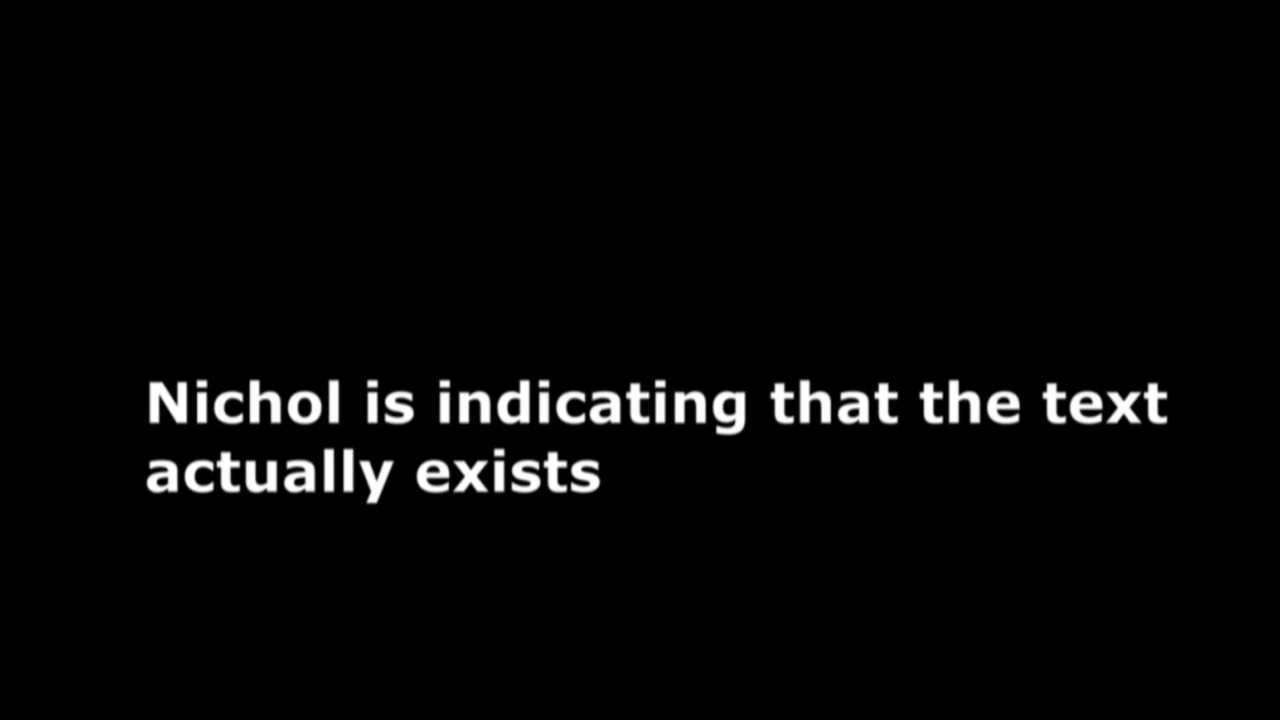 Nichol is indicating that the text
actually exists